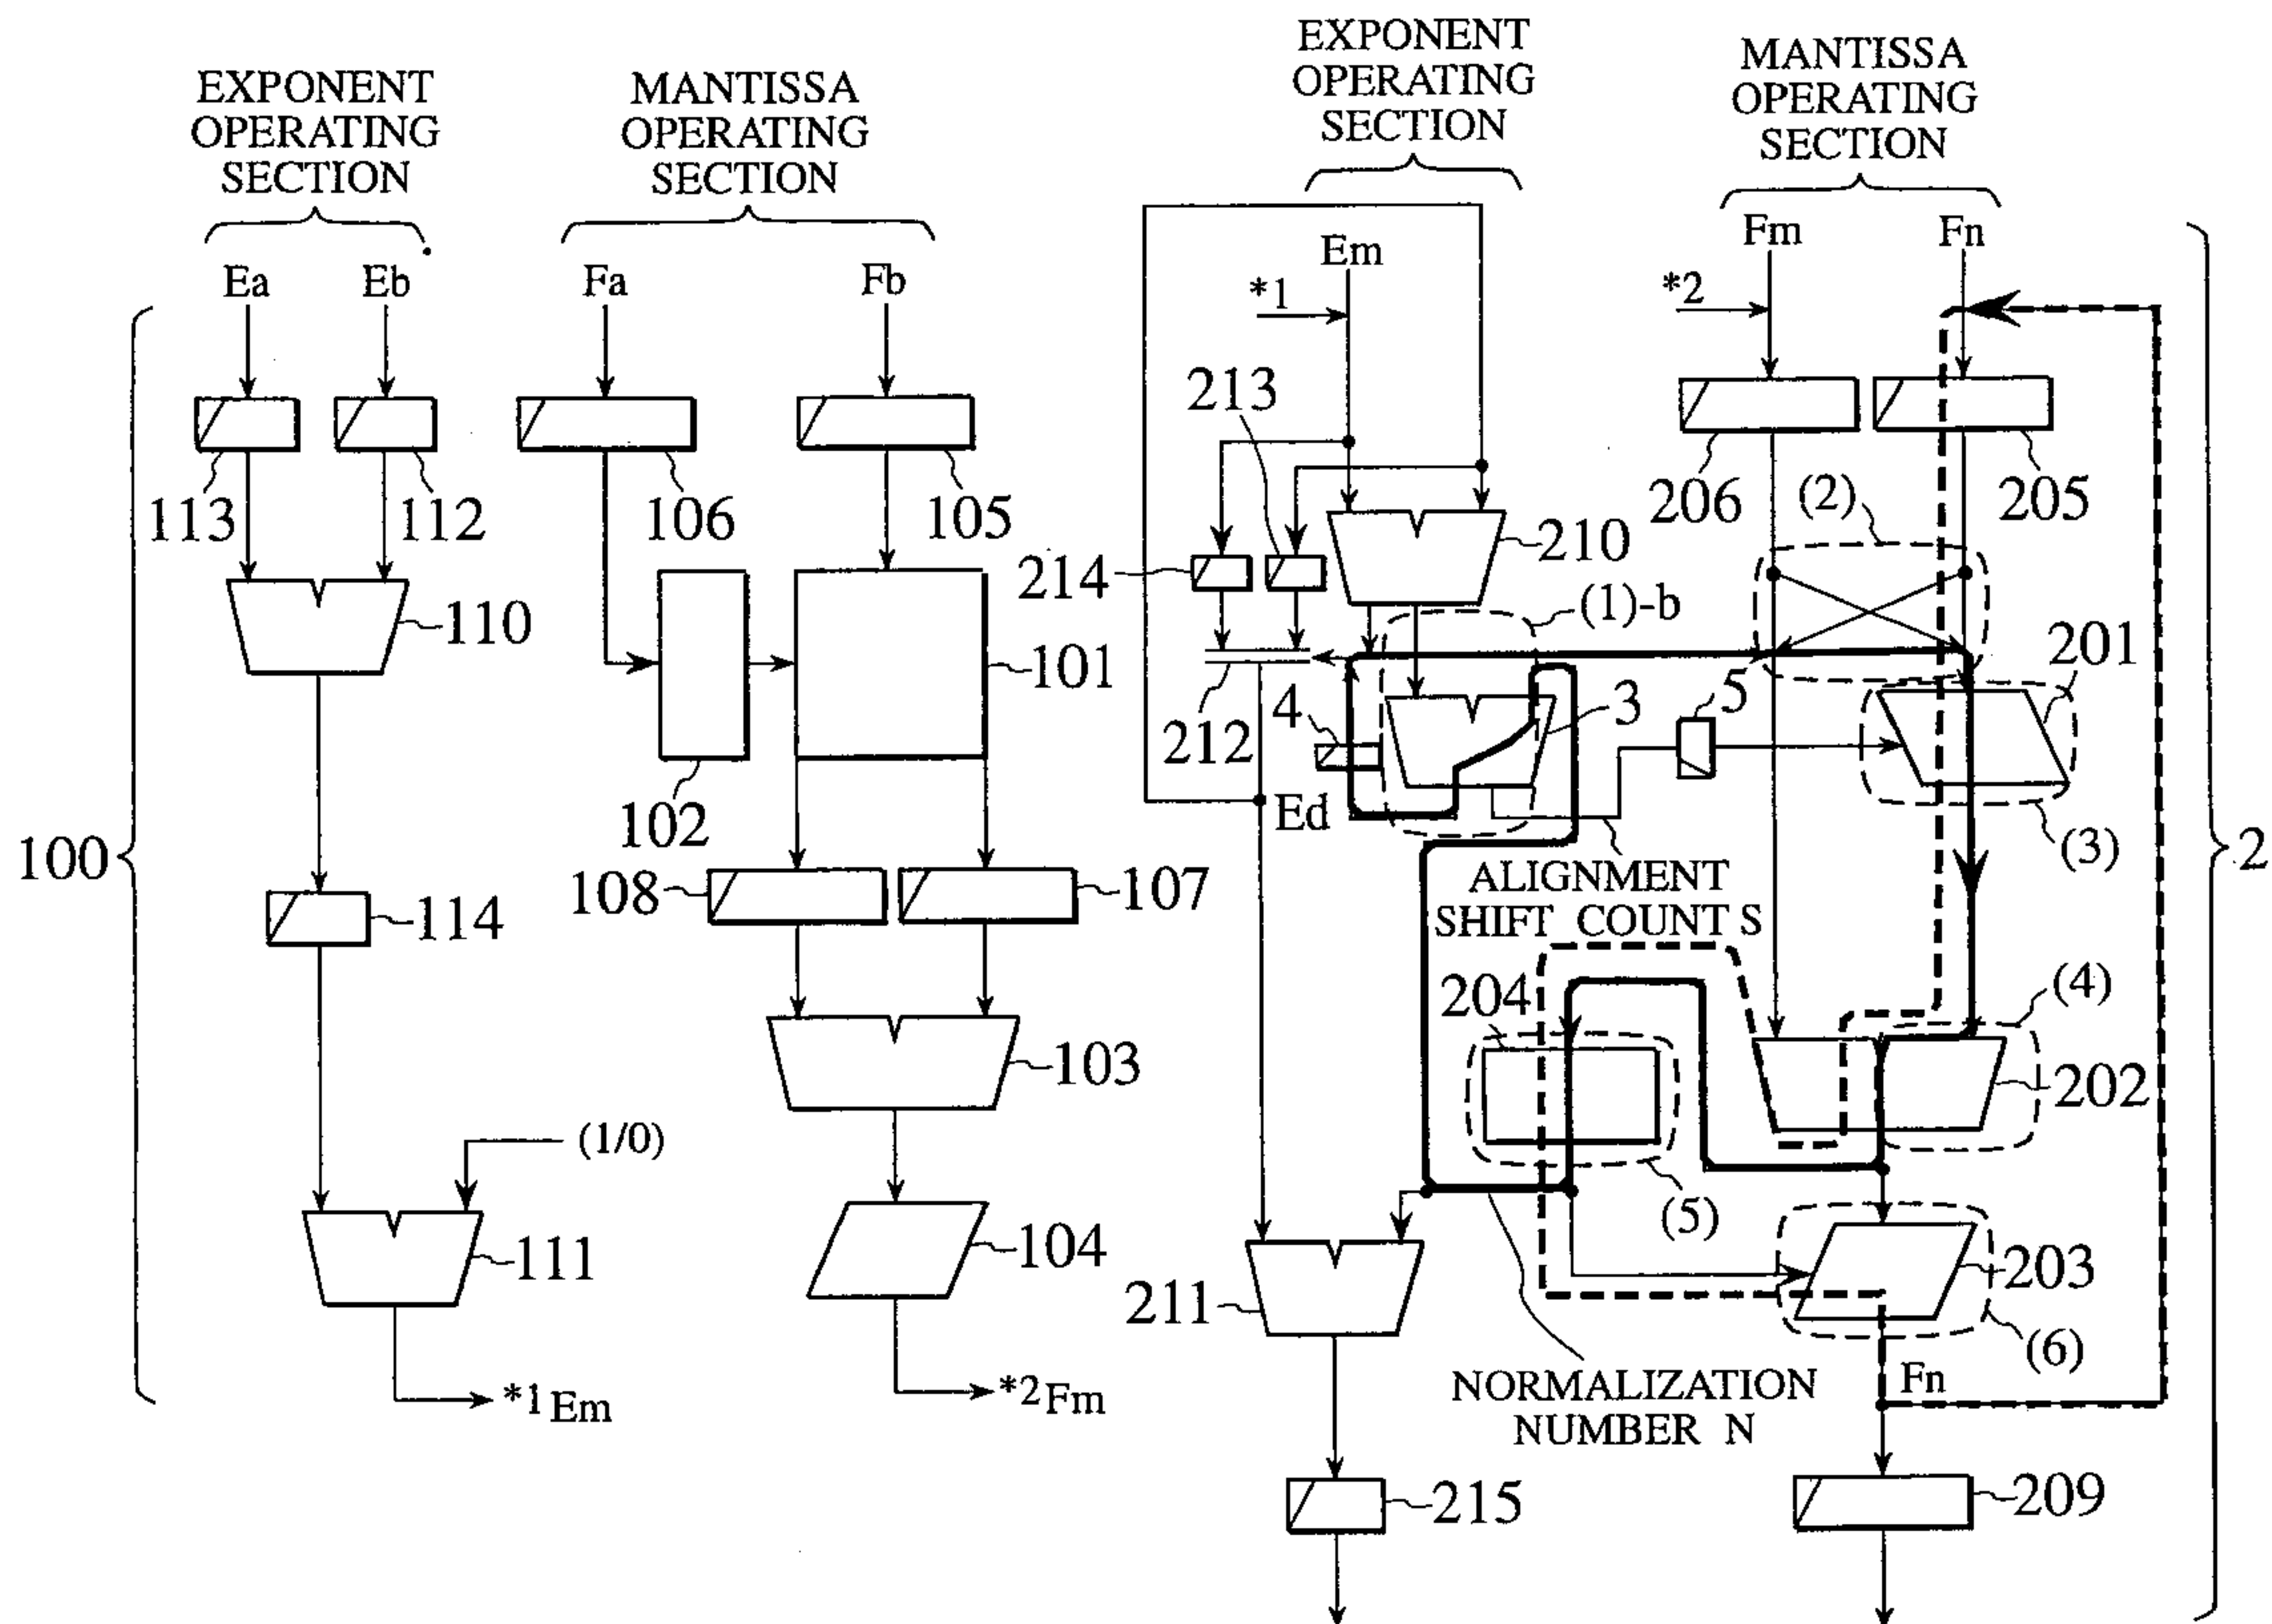 EXPONENT
OPERATING
SECTION
MANTISSA
OPERATING
SECTION
EXPONENT
OPERATING
SECTION
MANTISSA
OPERATING
SECTION
Ea
Eb
Fa
Fb
Em
*1
Fm
Fn
*2
113
112
106
105
213
206
(2)
205
214
210
(1)-b
110
102
101
212
4
3
5
201
(3)
Ed
100
2
108
107
114
ALIGNMENT
SHIFT COUNT S
204
(4)
103
202
(1/0)
(5)
111
104
211
203
(6)
*1 Em
*2 Fm
NORMALIZATION
NUMBER N
Fn
215
209